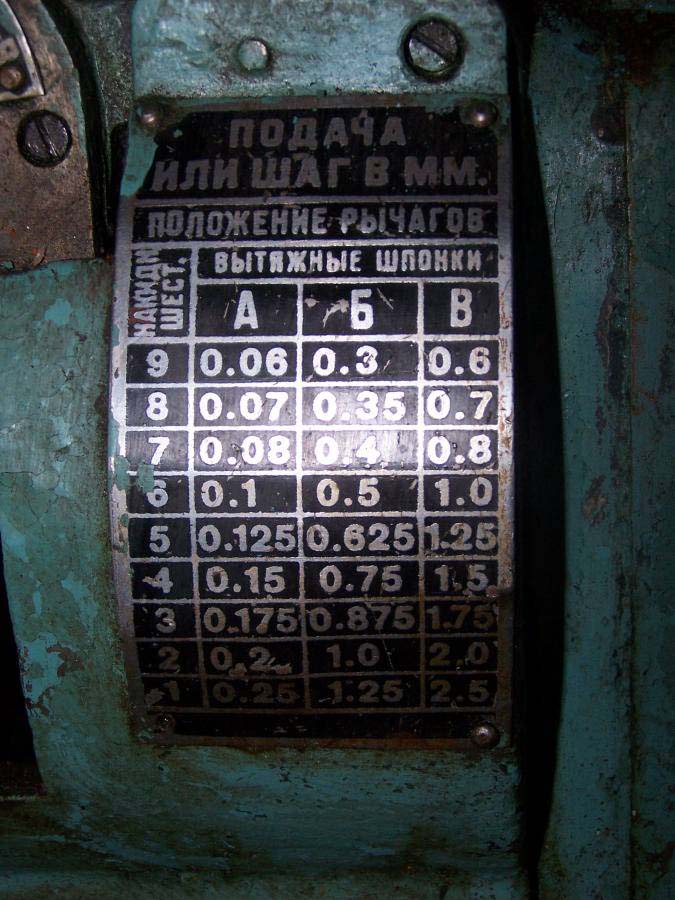 ПОДАЧА
ИЛИ ШАГ В ММ.
ПОЛОЖЕНИЕ РЫЧАГОВ
НАКИДН ШЕСТ.
ВЫТЯЖНЫЕ ШПОНКИ
А Б В
9 0.06 0.3 0.6
8 0.07 0.35 0.7
7 0.08 0.4 0.8
6 0.1 0.5 1.0
5 0.125 0.625 1.25
4 0.15 0.75 1.5
3 0.175 0.875 1.75
2 0.2 1.0 2.0
1 0.25 1.25 2.5